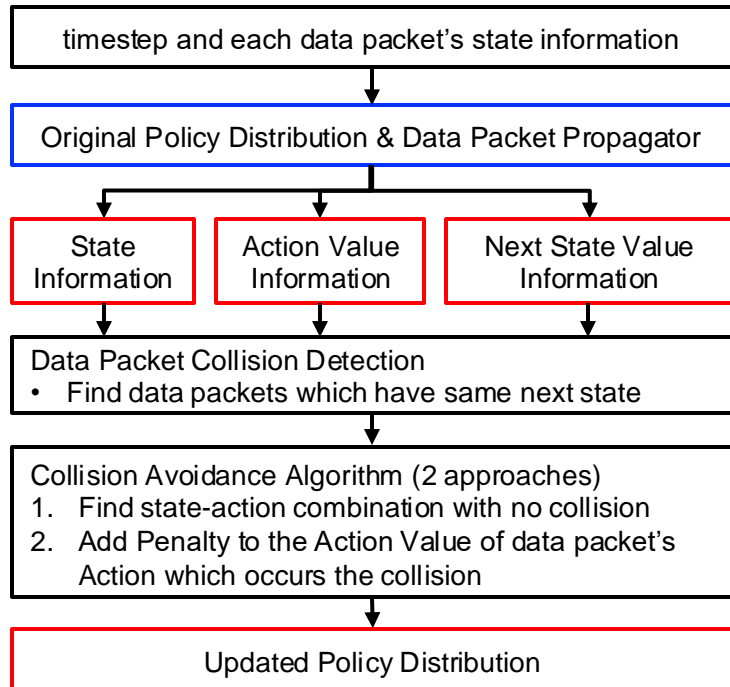 timestep and each data packet's state information
Original Policy Distribution & Data Packet Propagator
State
Information
Action Value
Information
Next State Value
Information
Data Packet Collision Detection
• Find data packets which have same next state
Collision Avoidance Algorithm (2 approaches)
1. Find state-action combination with no collision
2. Add Penalty to the Action Value of data packet's
Action which occurs the collision
Updated Policy Distribution